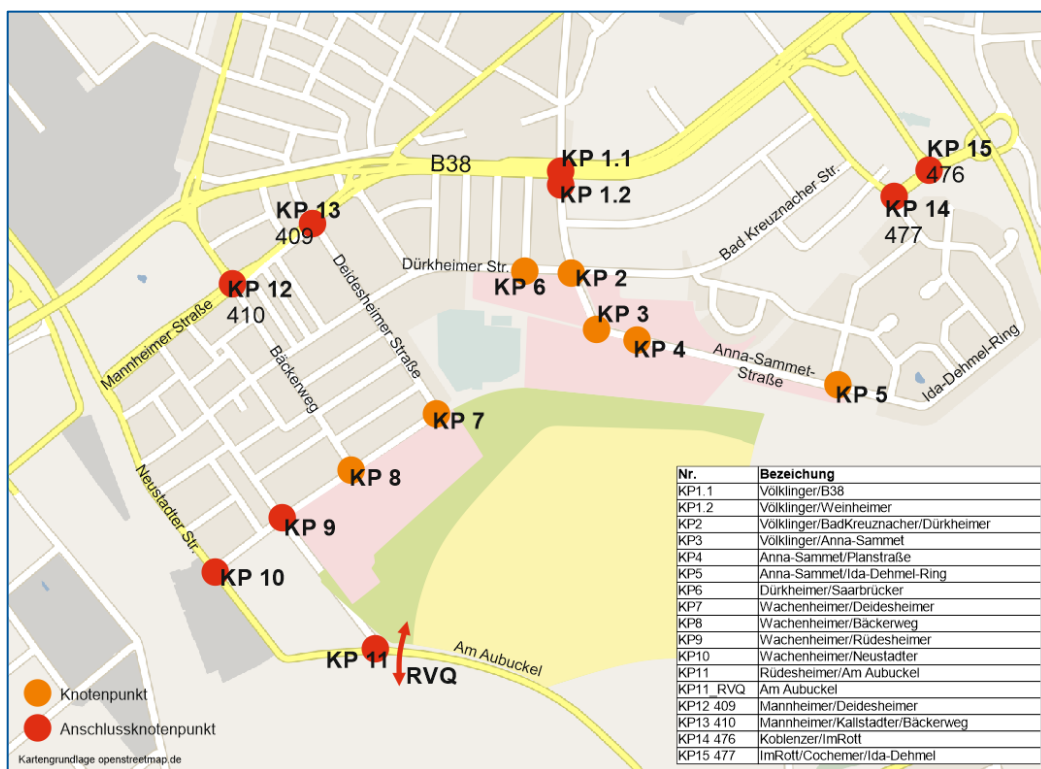 B38
KP 1.1
KP 1.2
KP 15
476
KP 14
477
KP 13
409
Bad Kreuznacher Str.
Dürkheimer Str.
KP 6
KP 2
KP 12
410
Mannheimer Straße
Deidesheimer Straße
Bäckerweg
KP 3
KP 4
Anna-Sammet-
Straße
KP 5
Ida-Dehmel-Ring
KP 7
KP 8
KP 9
Neustadter Str.
KP 10
KP 11
RVQ
Am Aubuckel
Knotenpunkt
Anschlussknotenpunkt
Kartengrundlage openstreetmap.de
Nr. Bezeichung
KP1.1 Völklinger/B38
KP1.2 Völklinger/Weinheimer
KP2 Völklinger/BadKreuznacher/Dürkheimer
KP3 Völklinger/Anna-Sammet
KP4 Anna-Sammet/Planstraße
KP5 Anna-Sammet/Ida-Dehmel-Ring
KP6 Dürkheimer/Saarbrücker
KP7 Wachenheimer/Deidesheimer
KP8 Wachenheimer/Bäckerweg
KP9 Wachenheimer/Rüdesheimer
KP10 Wachenheimer/Neustadter
KP11 Rüdesheimer/Am Aubuckel
KP11_RVQ Am Aubuckel
KP12 409 Mannheimer/Deidesheimer
KP13 410 Mannheimer/Kallstadter/Bäckerweg
KP14 476 Koblenzer/ImRott
KP15 477 ImRott/Cochemer/Ida-Dehmel